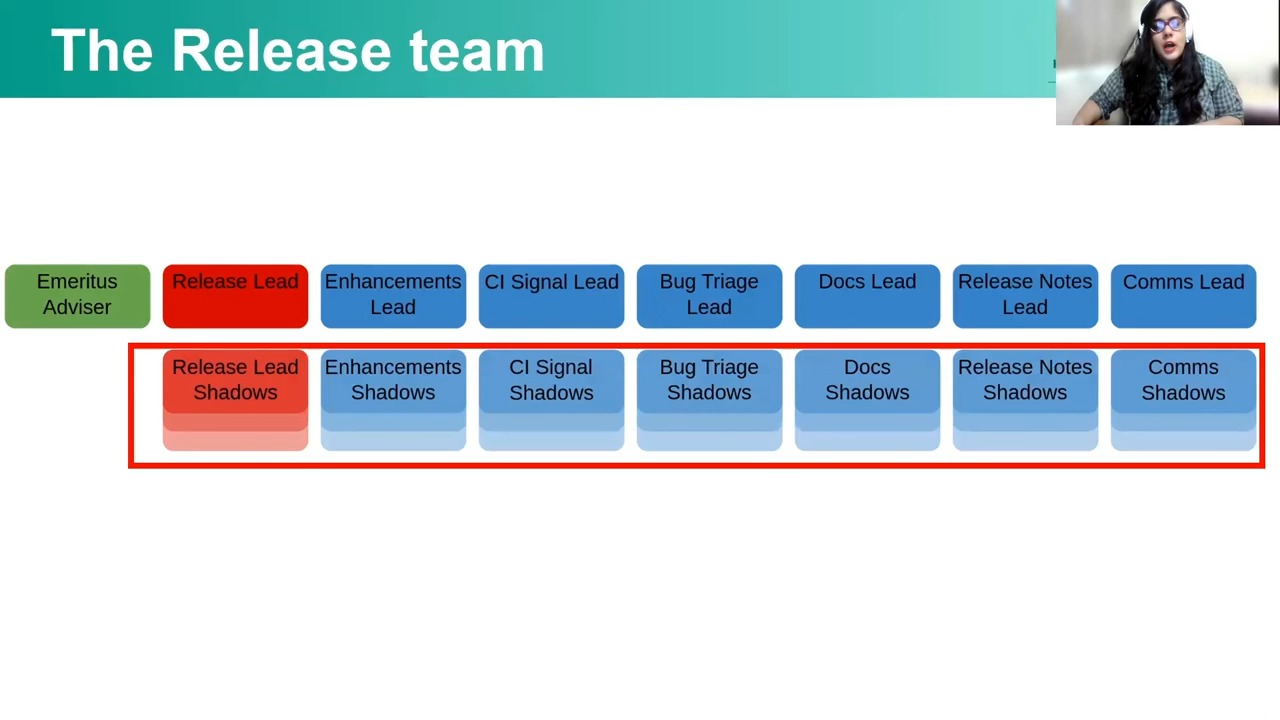 The Release team
Emeritus
Adviser
Release Lead
Enhancements
Lead
CI Signal Lead
Bug Triage
Lead
Docs Lead
Release Notes
Lead
Comms Lead
Release Lead
Shadows
Enhancements
Shadows
CI Signal
Shadows
Bug Triage
Shadows
Docs
Shadows
Release Notes
Shadows
Comms
Shadows